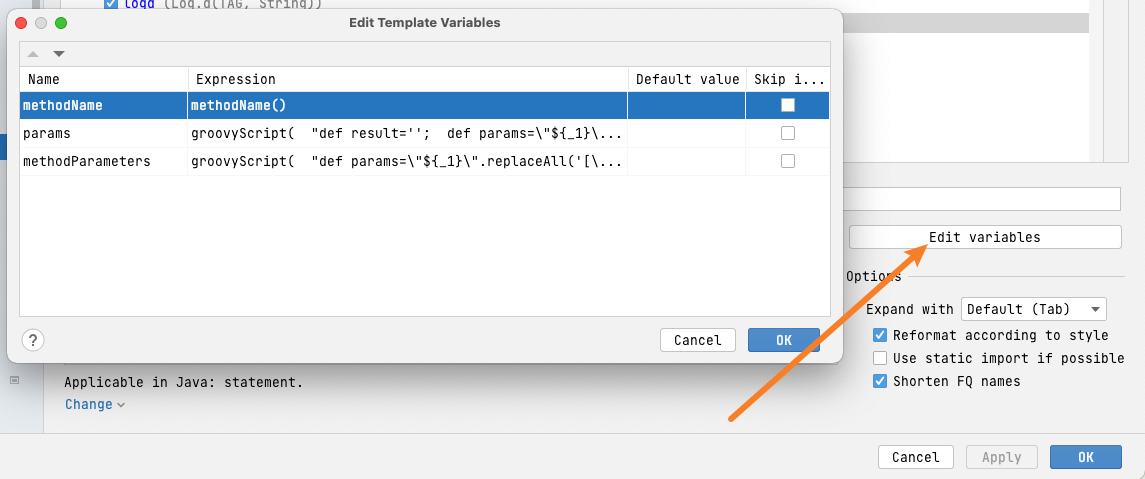 logd (Log.d(TAG, String))
Edit Template Variables
Name Expression Default value Skip i...
methodName methodName()
params groovyScript(  "def result='';  def params=\"${_1}\...
methodParameters groovyScript(  "def params=\"${_1}\".replaceAll('[\...
? Cancel OK
Edit variables
Options
Expand with Default (Tab)
Reformat according to style
Use static import if possible
Shorten FQ names
Applicable in Java: statement.
Change
Cancel Apply OK